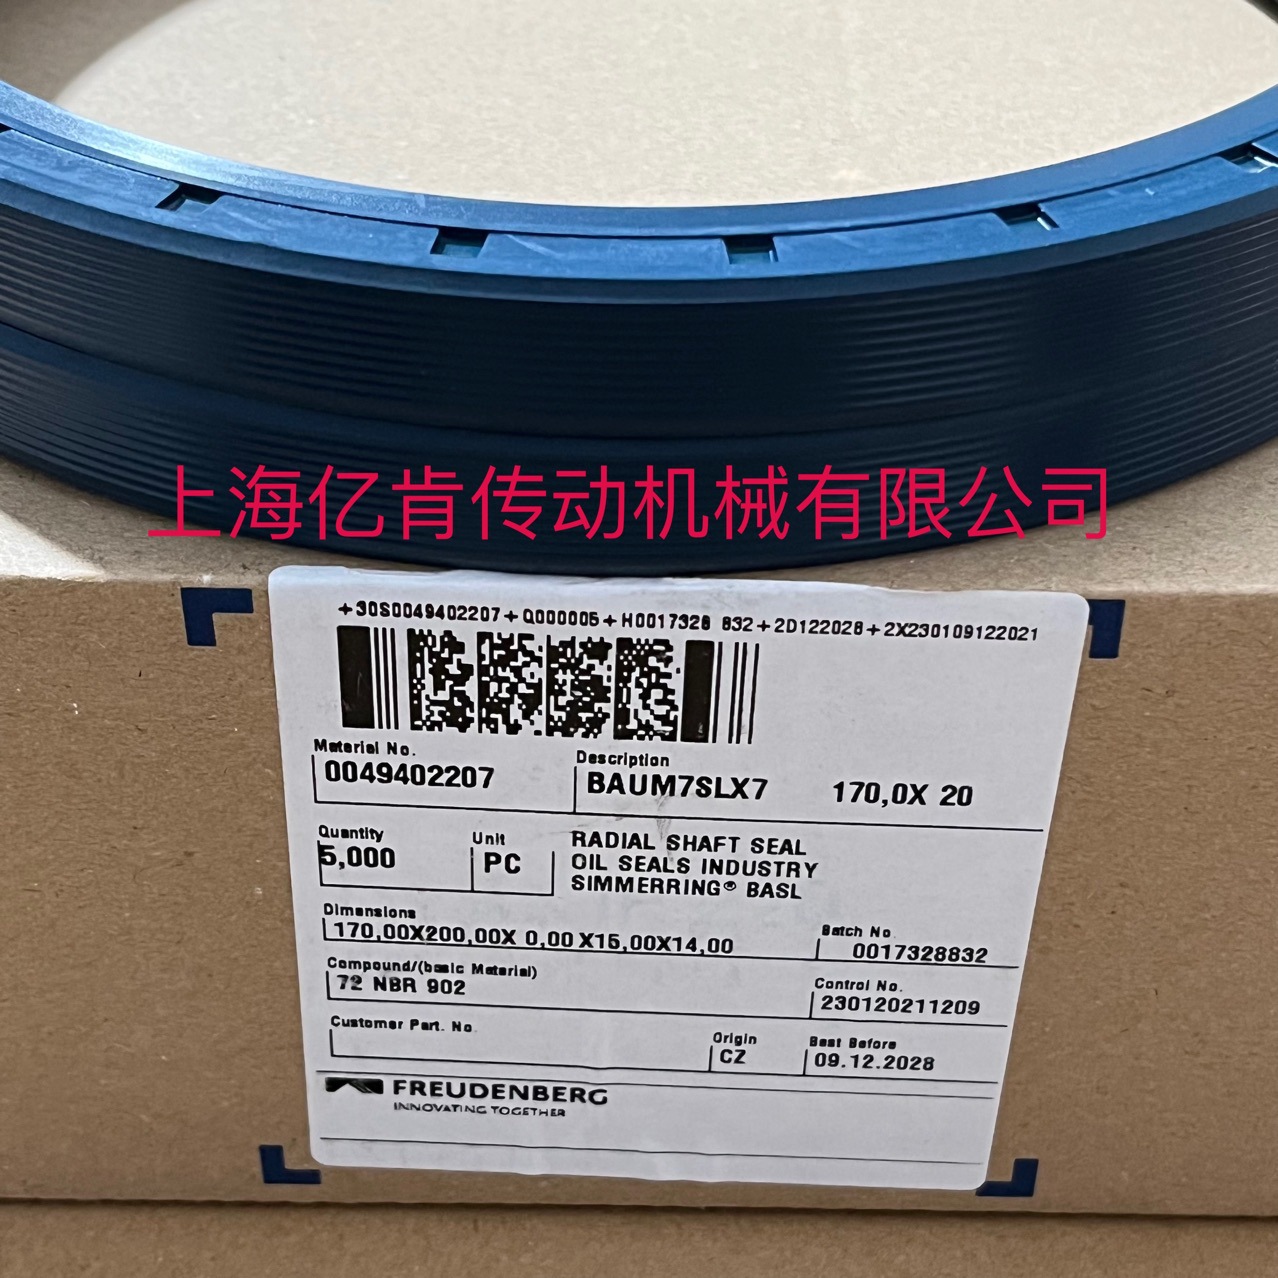 上海亿肯传动机械有限公司
+30S0049402207+Q000005+H0017328 832+2D122028+2X230109122021
Material No.
0049402207
Description
BAUM7SLX7 170,0X 20
Quantity
5,000
Unit
PC
RADIAL SHAFT SEAL
OIL SEALS INDUSTRY
SIMMERRING® BASL
Dimensions
170,00X200,00X 0,00 X15,00X14,00
Batch No.
0017328832
Compound/(basic Material)
72 NBR 902
Control No.
230120211209
Customer Part. No.
Origin
CZ
Best Before
09.12.2028
FREUDENBERG
INNOVATING TOGETHER